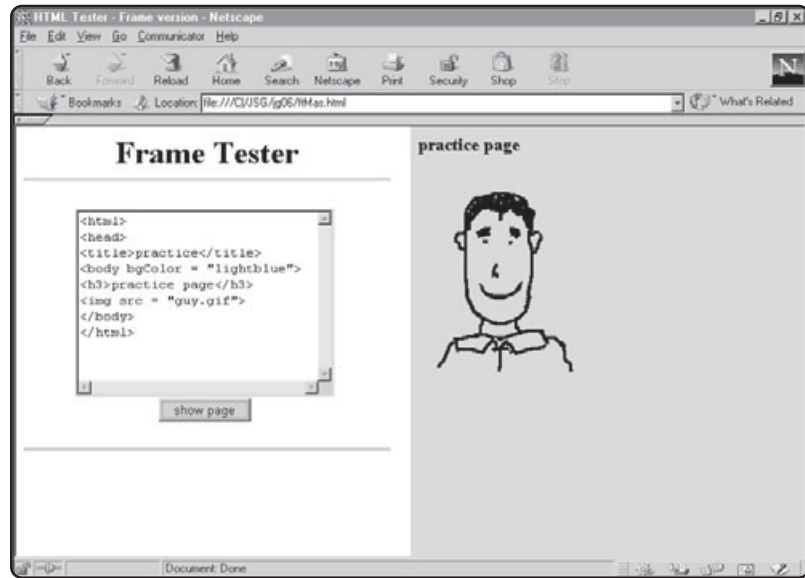 HTML Tester - Frame version - Netscape
File Edit View Go Communicator Help
Back Forward Reload Home Search Netscape Print Security Shop Stop
Bookmarks Location: file:///C|/JSG/jg06/htMas.html What's Related
Frame Tester
<html>
<head>
<title>practice</title>
<body bgColor = "lightblue">
<h3>practice page</h3>
<img src = "guy.gif">
</body>
</html>
show page
practice page
Document: Done